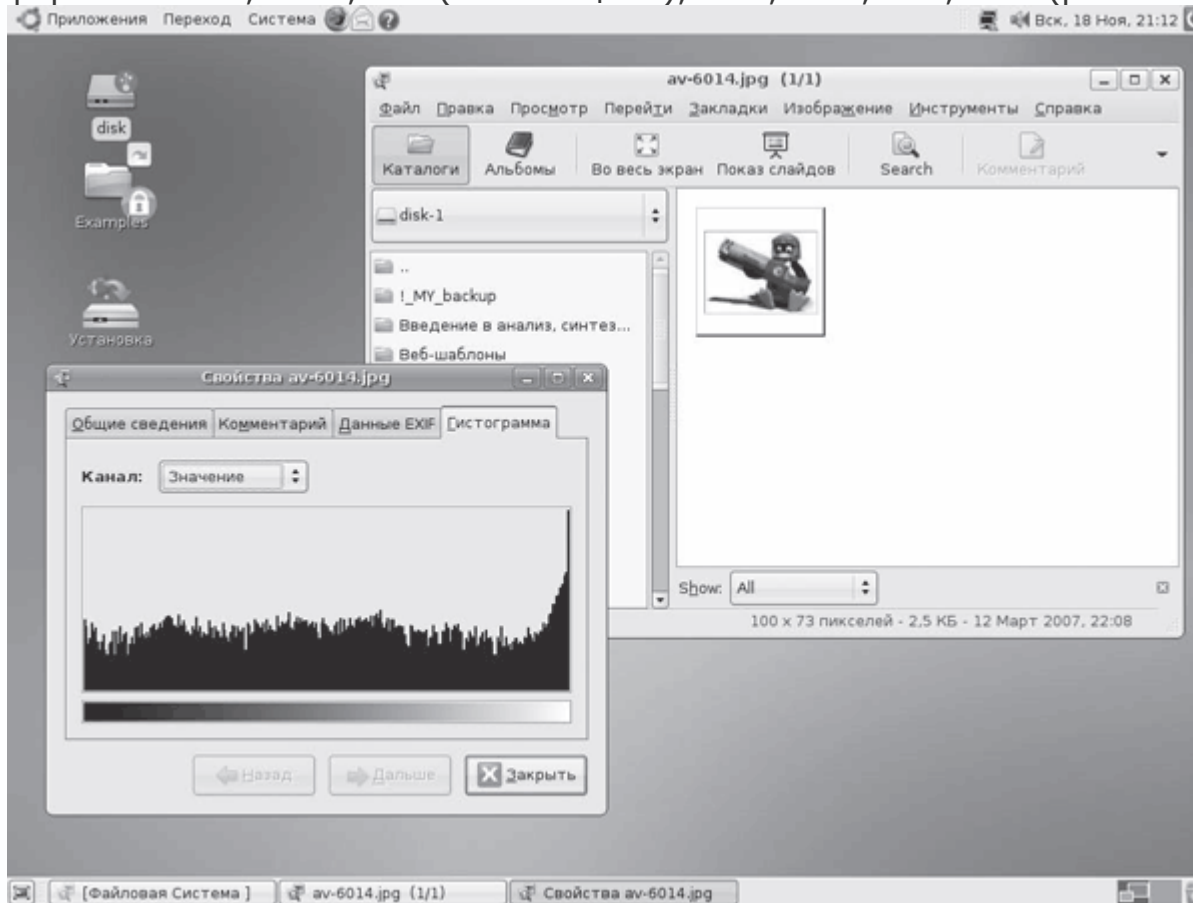 Приложения Переход Система
Вск, 18 Ноя, 21:12
disk
Examples
Установка
av-6014.jpg (1/1)
Файл Правка Просмотр Перейти Закладки Изображение Инструменты Справка
Каталоги Альбомы Во весь экран Показ слайдов Search Комментарий
disk-1
..
!_MY_backup
Введение в анализ, синтез...
Веб-шаблоны
Show: All
100 x 73 пикселей - 2,5 КБ - 12 Март 2007, 22:08
Свойства av-6014.jpg
Общие сведения Комментарий Данные EXIF Гистограмма
Канал: Значение
Назад Дальше Закрыть
[Файловая Система ] av-6014.jpg (1/1) Свойства av-6014.jpg